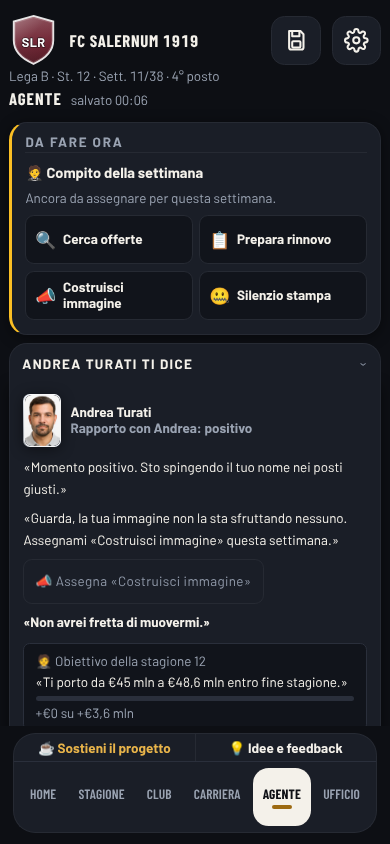 SLR
FC SALERNUM 1919
Lega B · St. 12 · Sett. 11/38 · 4° posto
AGENTE salvato 00:06
DA FARE ORA
Compito della settimana
Ancora da assegnare per questa settimana.
Cerca offerte
Prepara rinnovo
Costruisci
immagine
Silenzio stampa
ANDREA TURATI TI DICE
Andrea Turati
Rapporto con Andrea: positivo
«Momento positivo. Sto spingendo il tuo nome nei posti
giusti.»
«Guarda, la tua immagine non la sta sfruttando nessuno.
Assegnami «Costruisci immagine» questa settimana.»
Assegna «Costruisci immagine»
«Non avrei fretta di muovermi.»
Obiettivo della stagione 12
«Ti porto da €45 mln a €48,6 mln entro fine stagione.»
+€0 su +€3,6 mln
Sostieni il progetto
Idee e feedback
HOME
STAGIONE
CLUB
CARRIERA
AGENTE
UFFICIO